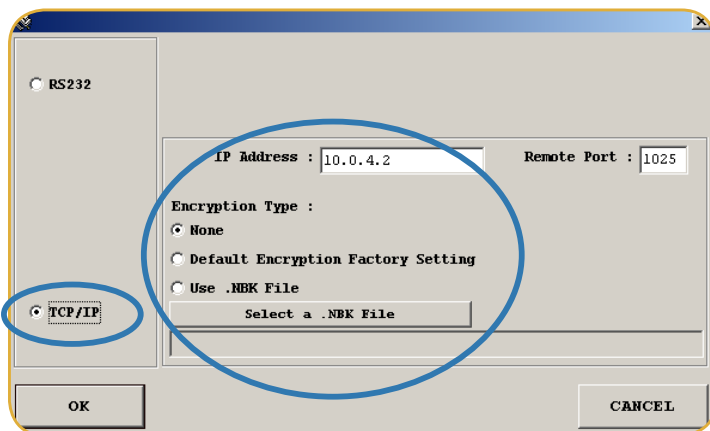 RS232
IP Address : 10.0.4.2 Remote Port : 1025
Encryption Type :
None
Default Encryption Factory Setting
Use .NBK File
TCP/IP
Select a .NBK File
OK CANCEL